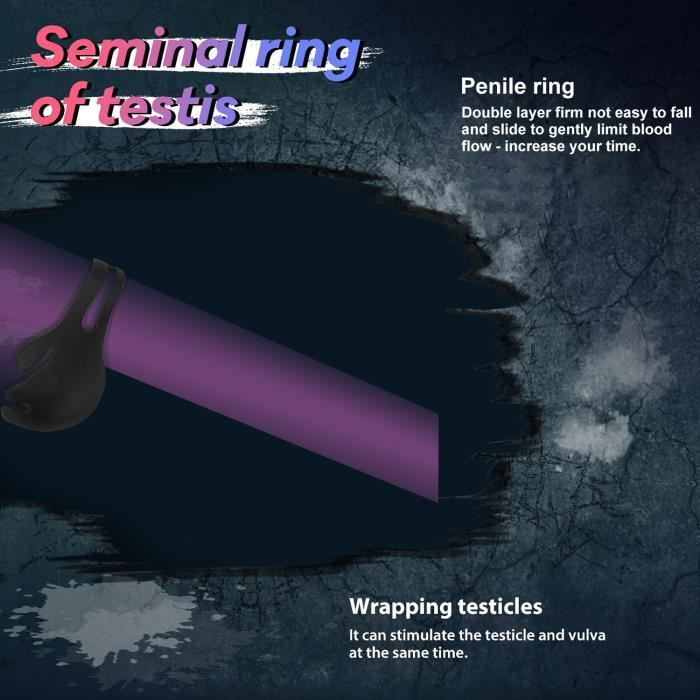 Seminal ring
of testis
Penile ring
Double layer firm not easy to fall
and slide to gently limit blood
flow - increase your time.
Wrapping testicles
It can stimulate the testicle and vulva
at the same time.